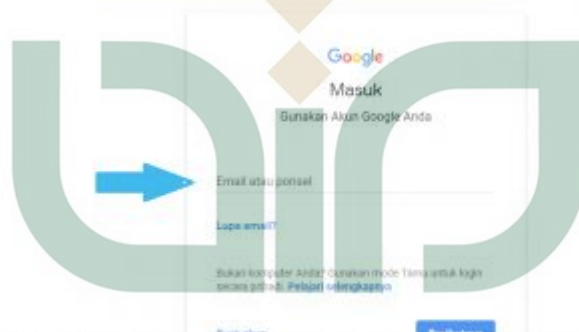 Google
Masuk
Gunakan Akun Google Anda
Email atau ponsel
Lupa email?
Bukan komputer Anda? Gunakan mode Tamu untuk login
secara pribadi. Pelajari selengkapnya